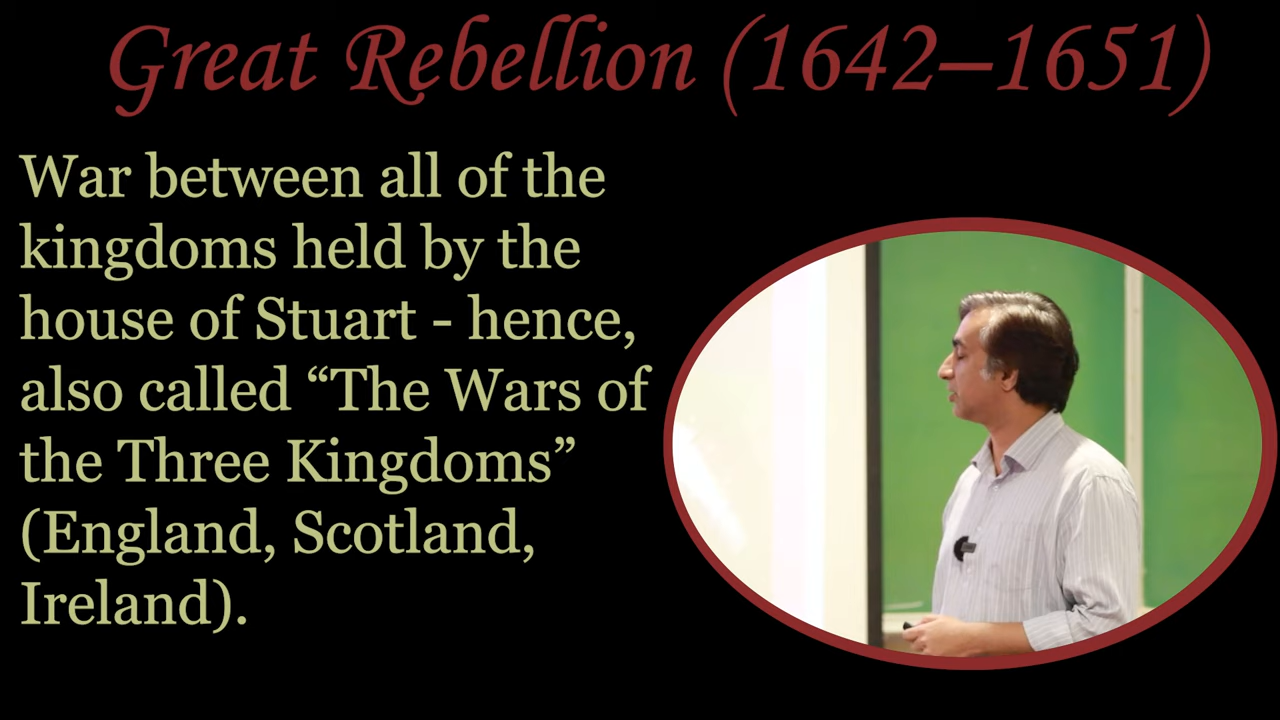 Great Rebellion (1642–1651)
War between all of the
kingdoms held by the
house of Stuart - hence,
also called “The Wars of
the Three Kingdoms”
(England, Scotland,
Ireland).